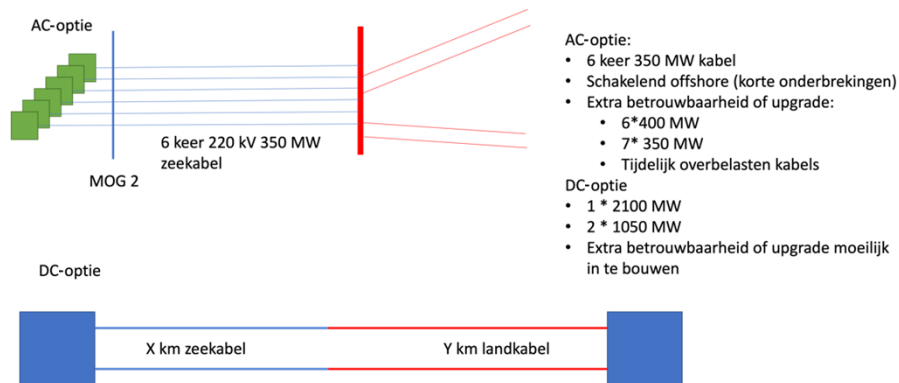 AC-optie
6 keer 220 kV 350 MW
zeekabel
MOG 2
AC-optie:
• 6 keer 350 MW kabel
• Schakelend offshore (korte onderbrekingen)
• Extra betrouwbaarheid of upgrade:
• 6*400 MW
• 7* 350 MW
• Tijdelijk overbelasten kabels
DC-optie
• 1 * 2100 MW
• 2 * 1050 MW
• Extra betrouwbaarheid of upgrade moeilijk
in te bouwen
DC-optie
X km zeekabel
Y km landkabel